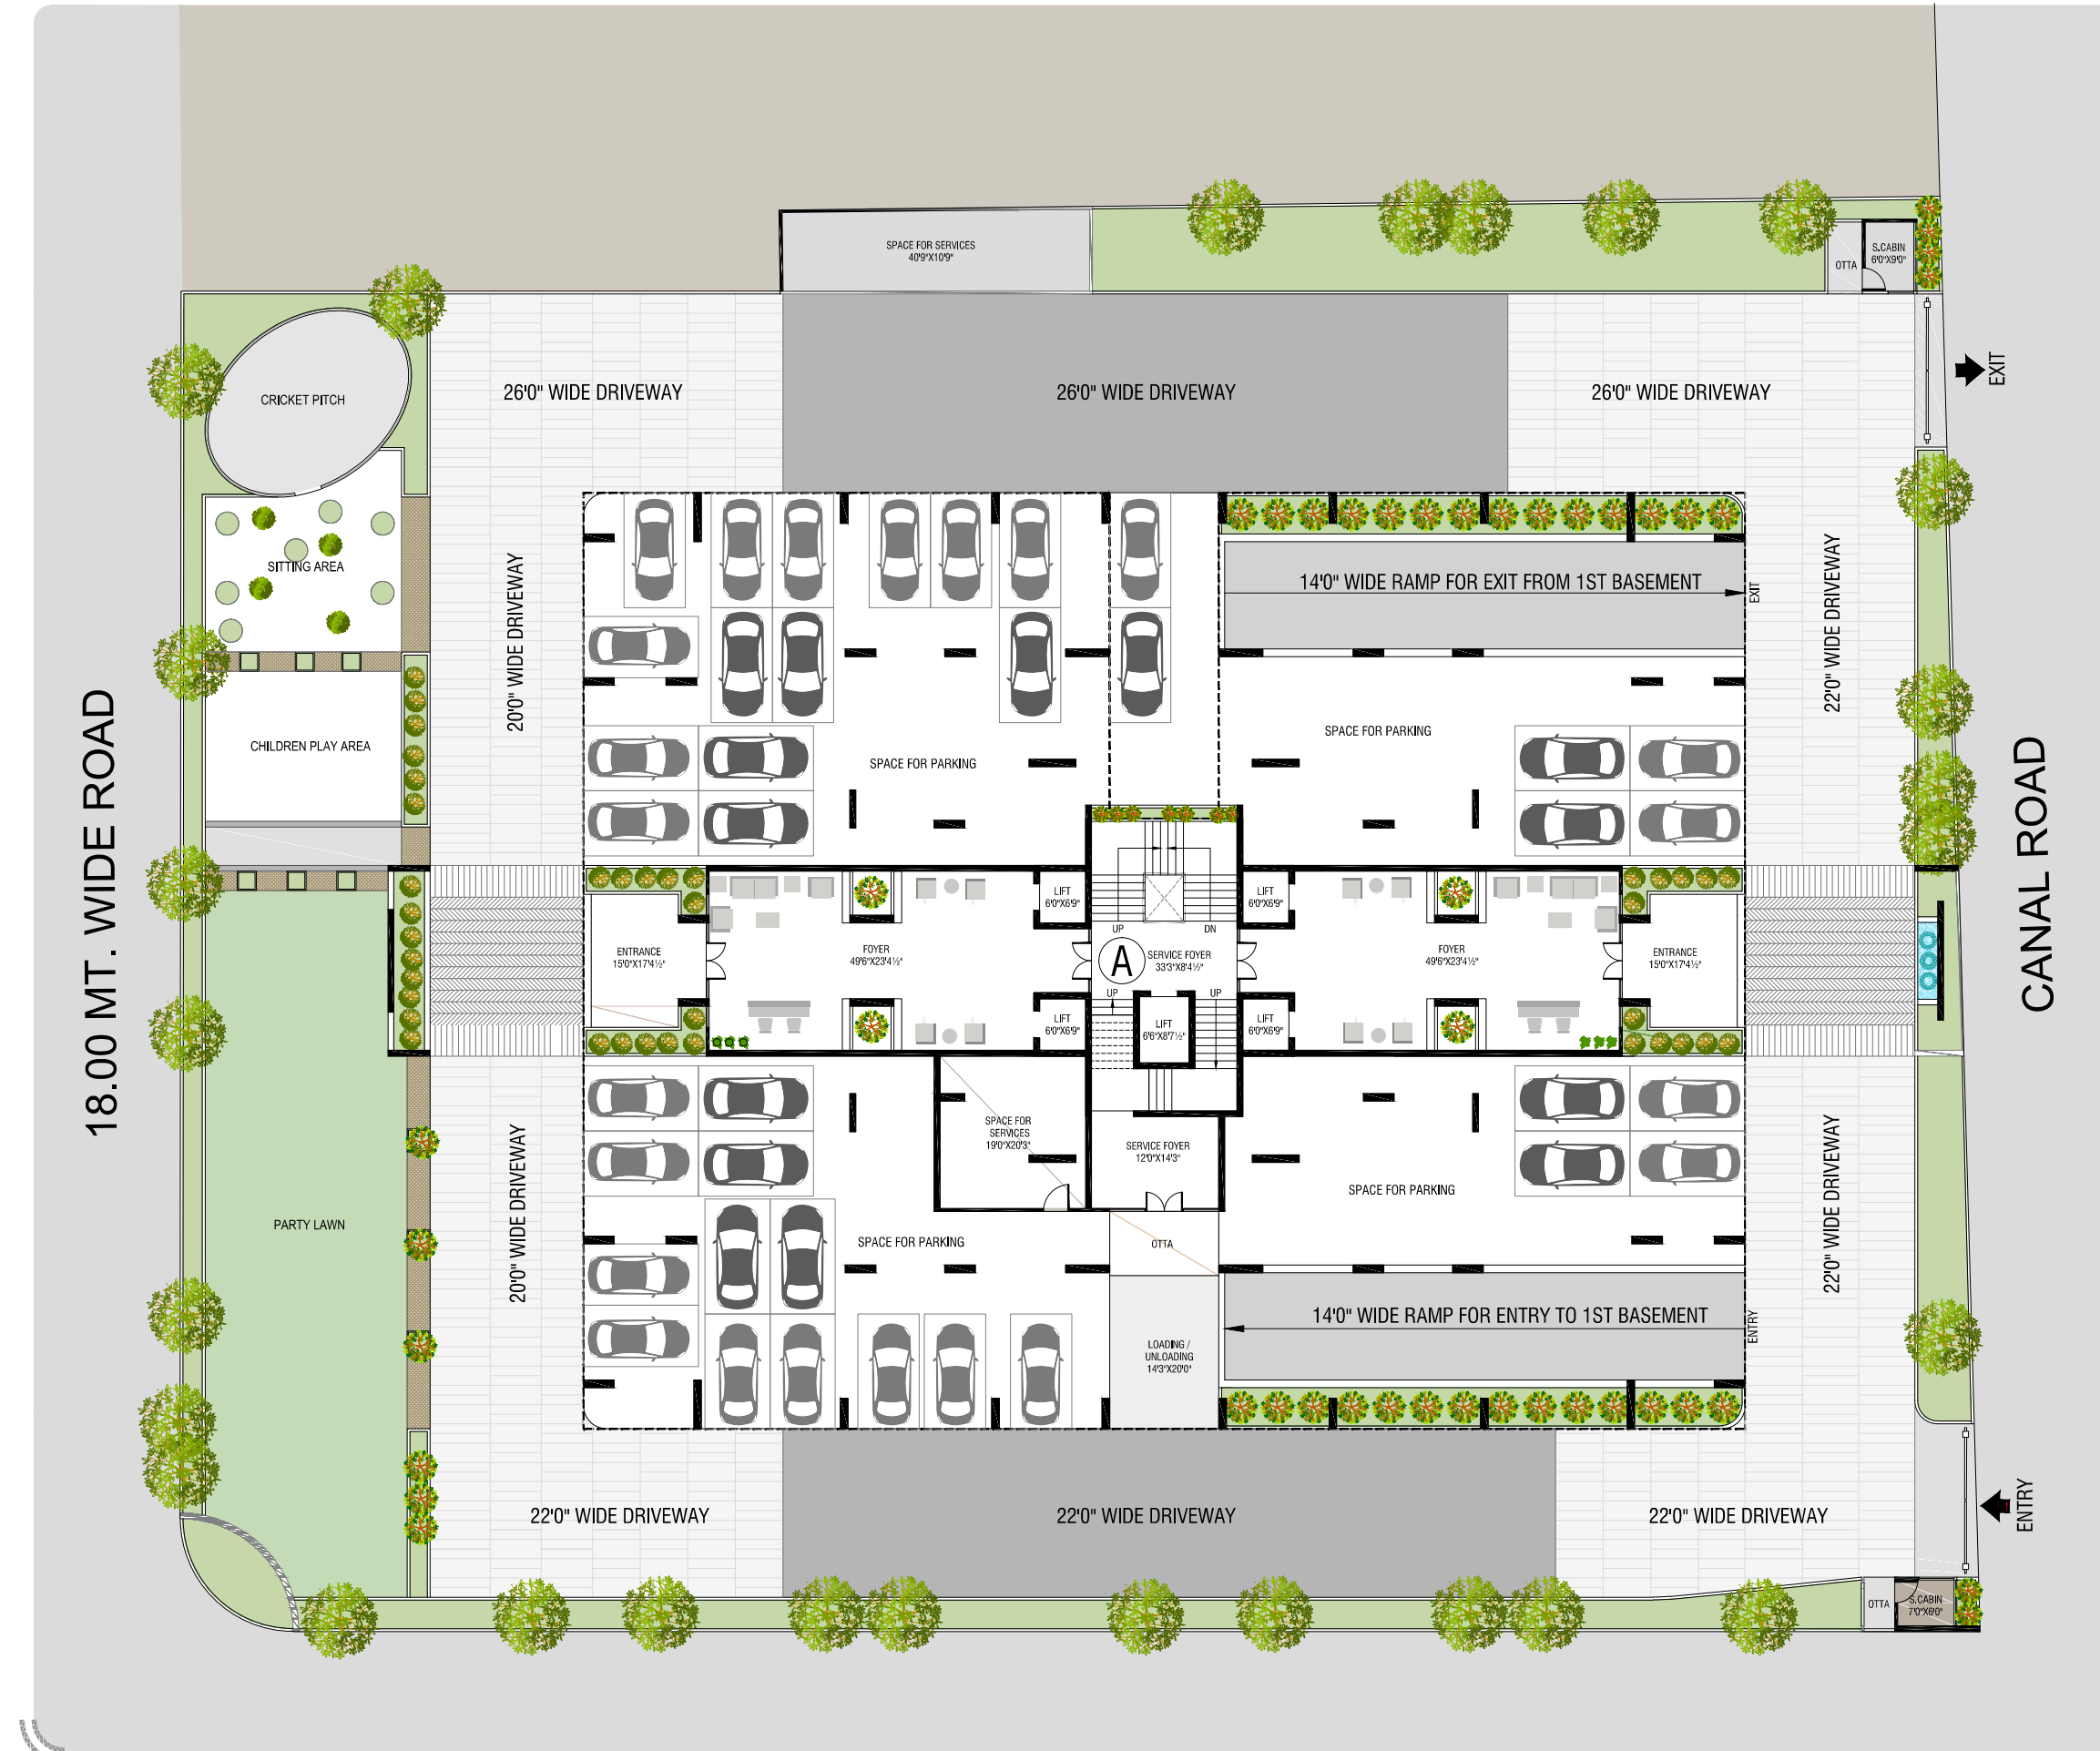 SPACE FOR SERVICES
40'9"X10'9"
OTTA
S.CABIN
6'0"X9'0"
EXIT
CRICKET PITCH
26'0" WIDE DRIVEWAY
26'0" WIDE DRIVEWAY
26'0" WIDE DRIVEWAY
SITTING AREA
20'0" WIDE DRIVEWAY
14'0" WIDE RAMP FOR EXIT FROM 1ST BASEMENT
EXIT
22'0" WIDE DRIVEWAY
CHILDREN PLAY AREA
SPACE FOR PARKING
SPACE FOR PARKING
18.00 MT. WIDE ROAD
CANAL ROAD
LIFT
6'0"X6'9"
LIFT
6'0"X6'9"
UP
DN
ENTRANCE
15'0"X17'4½"
FOYER
49'6"X23'4½"
A
SERVICE FOYER
33'3"X8'4½"
FOYER
49'6"X23'4½"
ENTRANCE
15'0"X17'4½"
UP
UP
LIFT
6'0"X6'9"
LIFT
6'6"X8'7½"
LIFT
6'0"X6'9"
SPACE FOR
SERVICES
19'0"X20'3"
SERVICE FOYER
12'0"X14'3"
SPACE FOR PARKING
PARTY LAWN
20'0" WIDE DRIVEWAY
SPACE FOR PARKING
OTTA
22'0" WIDE DRIVEWAY
14'0" WIDE RAMP FOR ENTRY TO 1ST BASEMENT
ENTRY
LOADING /
UNLOADING
14'3"X20'0"
22'0" WIDE DRIVEWAY
22'0" WIDE DRIVEWAY
22'0" WIDE DRIVEWAY
ENTRY
OTTA
S.CABIN
7'0"X6'0"